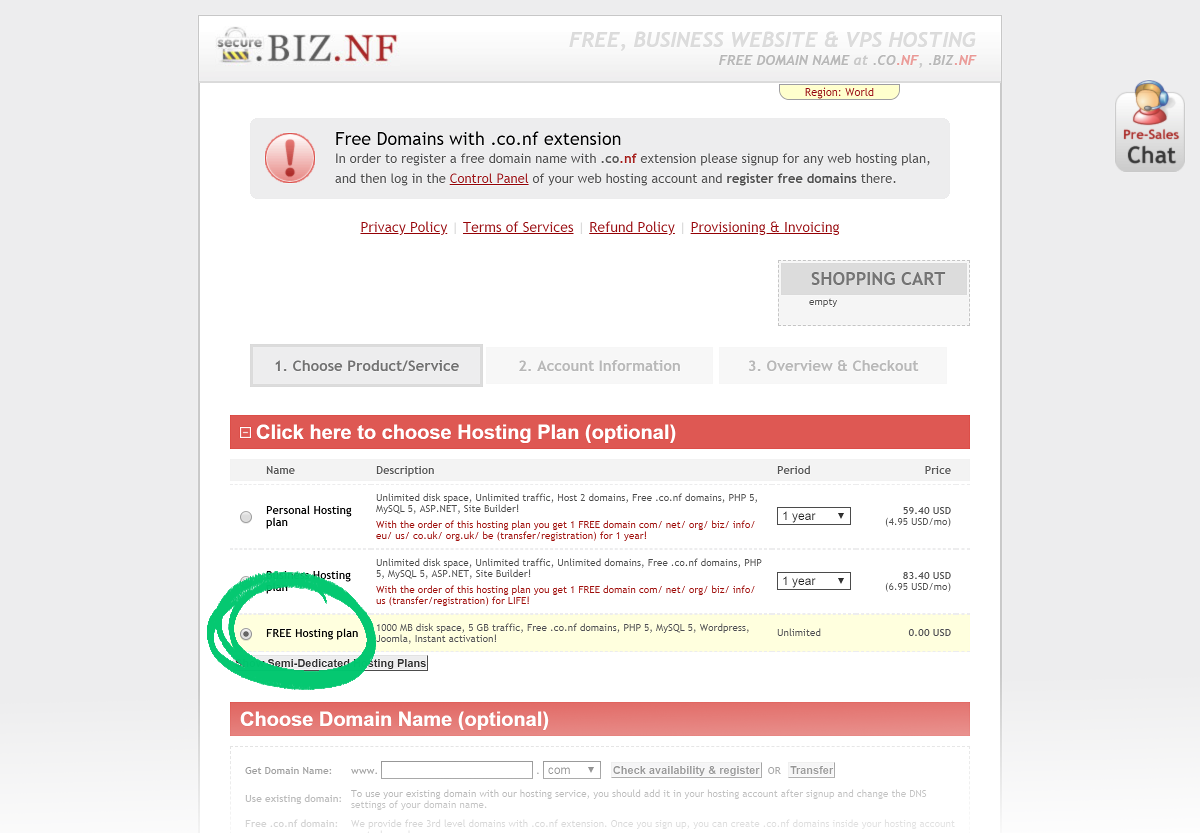 secure .BIZ.NF
FREE, BUSINESS WEBSITE & VPS HOSTING
FREE DOMAIN NAME at .CO.NF, .BIZ.NF
Region: World
Pre-Sales
Chat
Free Domains with .co.nf extension
In order to register a free domain name with .co.nf extension please signup for any web hosting plan,
and then log in the Control Panel of your web hosting account and register free domains there.
Privacy Policy | Terms of Services | Refund Policy | Provisioning & Invoicing
SHOPPING CART
empty
1. Choose Product/Service
2. Account Information
3. Overview & Checkout
Click here to choose Hosting Plan (optional)
Name Description Period Price
Personal Hosting
plan
Unlimited disk space, Unlimited traffic, Host 2 domains, Free .co.nf domains, PHP 5,
MySQL 5, ASP.NET, Site Builder!
With the order of this hosting plan you get 1 FREE domain com/ net/ org/ biz/ info/
eu/ us/ co.uk/ org.uk/ be (transfer/registration) for 1 year!
1 year
59.40 USD
(4.95 USD/mo)
Hosting
plan
Unlimited disk space, Unlimited traffic, Unlimited domains, Free .co.nf domains, PHP
5, MySQL 5, ASP.NET, Site Builder!
With the order of this hosting plan you get 1 FREE domain com/ net/ org/ biz/ info/
us (transfer/registration) for LIFE!
1 year
83.40 USD
(6.95 USD/mo)
FREE Hosting plan
1000 MB disk space, 5 GB traffic, Free .co.nf domains, PHP 5, MySQL 5, Wordpress,
Joomla, Instant activation!
Unlimited
0.00 USD
Semi-Dedicated Hosting Plans
Choose Domain Name (optional)
Get Domain Name: www. . com Check availability & register OR Transfer
Use existing domain:
To use your existing domain with our hosting service, you should add it in your hosting account after signup and change the DNS
settings of your domain name.
Free .co.nf domain:
We provide free 3rd level domains with .co.nf extension. Once you sign up, you can create .co.nf domains inside your hosting account